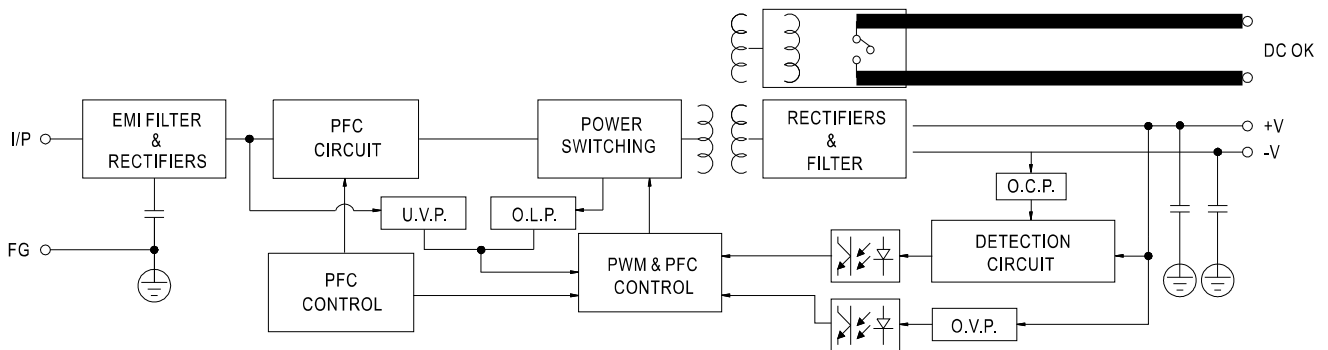 DC OK
I/P
EMI FILTER
&
RECTIFIERS
PFC
CIRCUIT
POWER
SWITCHING
RECTIFIERS
&
FILTER
+V
-V
U.V.P.
O.L.P.
O.C.P.
FG
PFC
CONTROL
PWM & PFC
CONTROL
DETECTION
CIRCUIT
O.V.P.